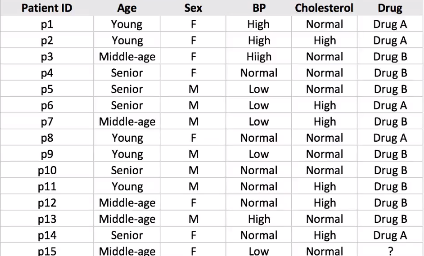 Patient ID Age Sex BP Cholesterol Drug
p1 Young F High Normal Drug A
p2 Young F High High Drug A
p3 Middle-age F Hiigh Normal Drug B
p4 Senior F Normal Normal Drug B
p5 Senior M Low Normal Drug B
p6 Senior M Low High Drug A
p7 Middle-age M Low High Drug B
p8 Young F Normal Normal Drug A
p9 Young M Low Normal Drug B
p10 Senior M Normal Normal Drug B
p11 Young M Normal High Drug B
p12 Middle-age F Normal High Drug B
p13 Middle-age M High Normal Drug B
p14 Senior F Normal High Drug A
p15 Middle-age F Low Normal ?